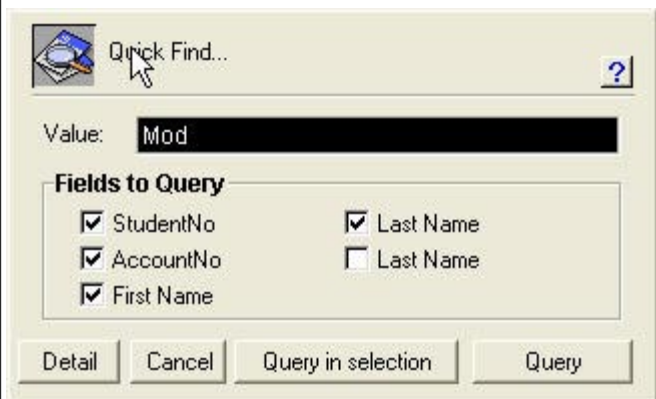 Quick Find...
?
Value: Mod
Fields to Query
StudentNo Last Name
AccountNo Last Name
First Name
Detail Cancel Query in selection Query